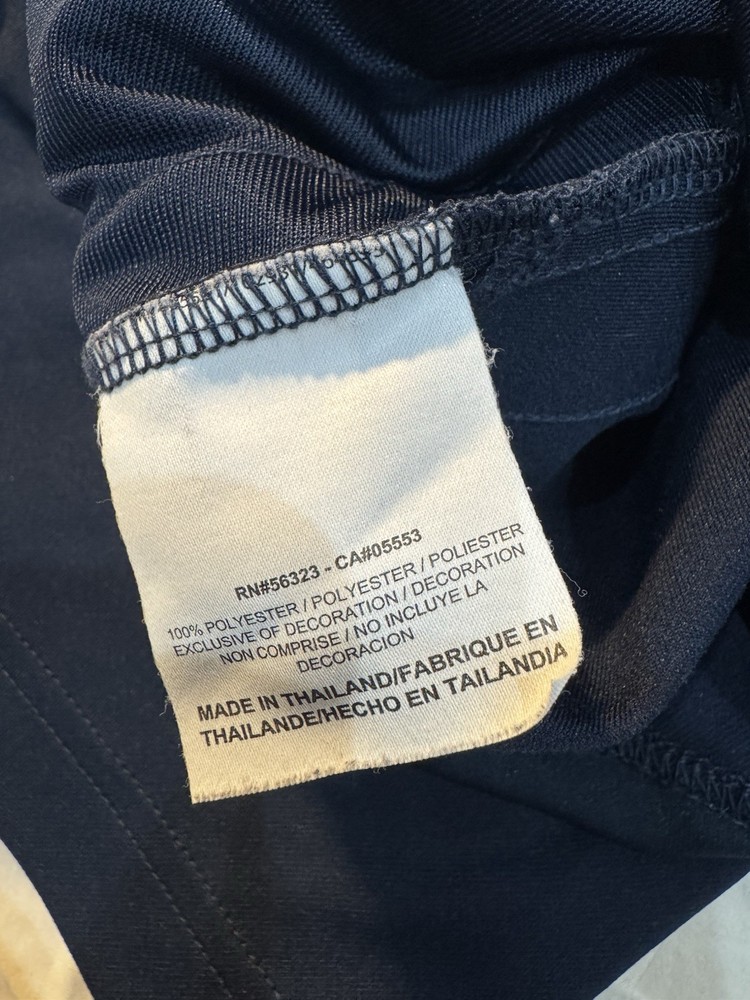 RN#56323 - CA#05553
100% POLYESTER / POLYESTER / POLIESTER
EXCLUSIVE OF DECORATION / DECORATION
NON COMPRISE / NO INCLUYE LA
DECORACION
MADE IN THAILAND/FABRIQUE EN
THAILANDE/HECHO EN TAILANDIA